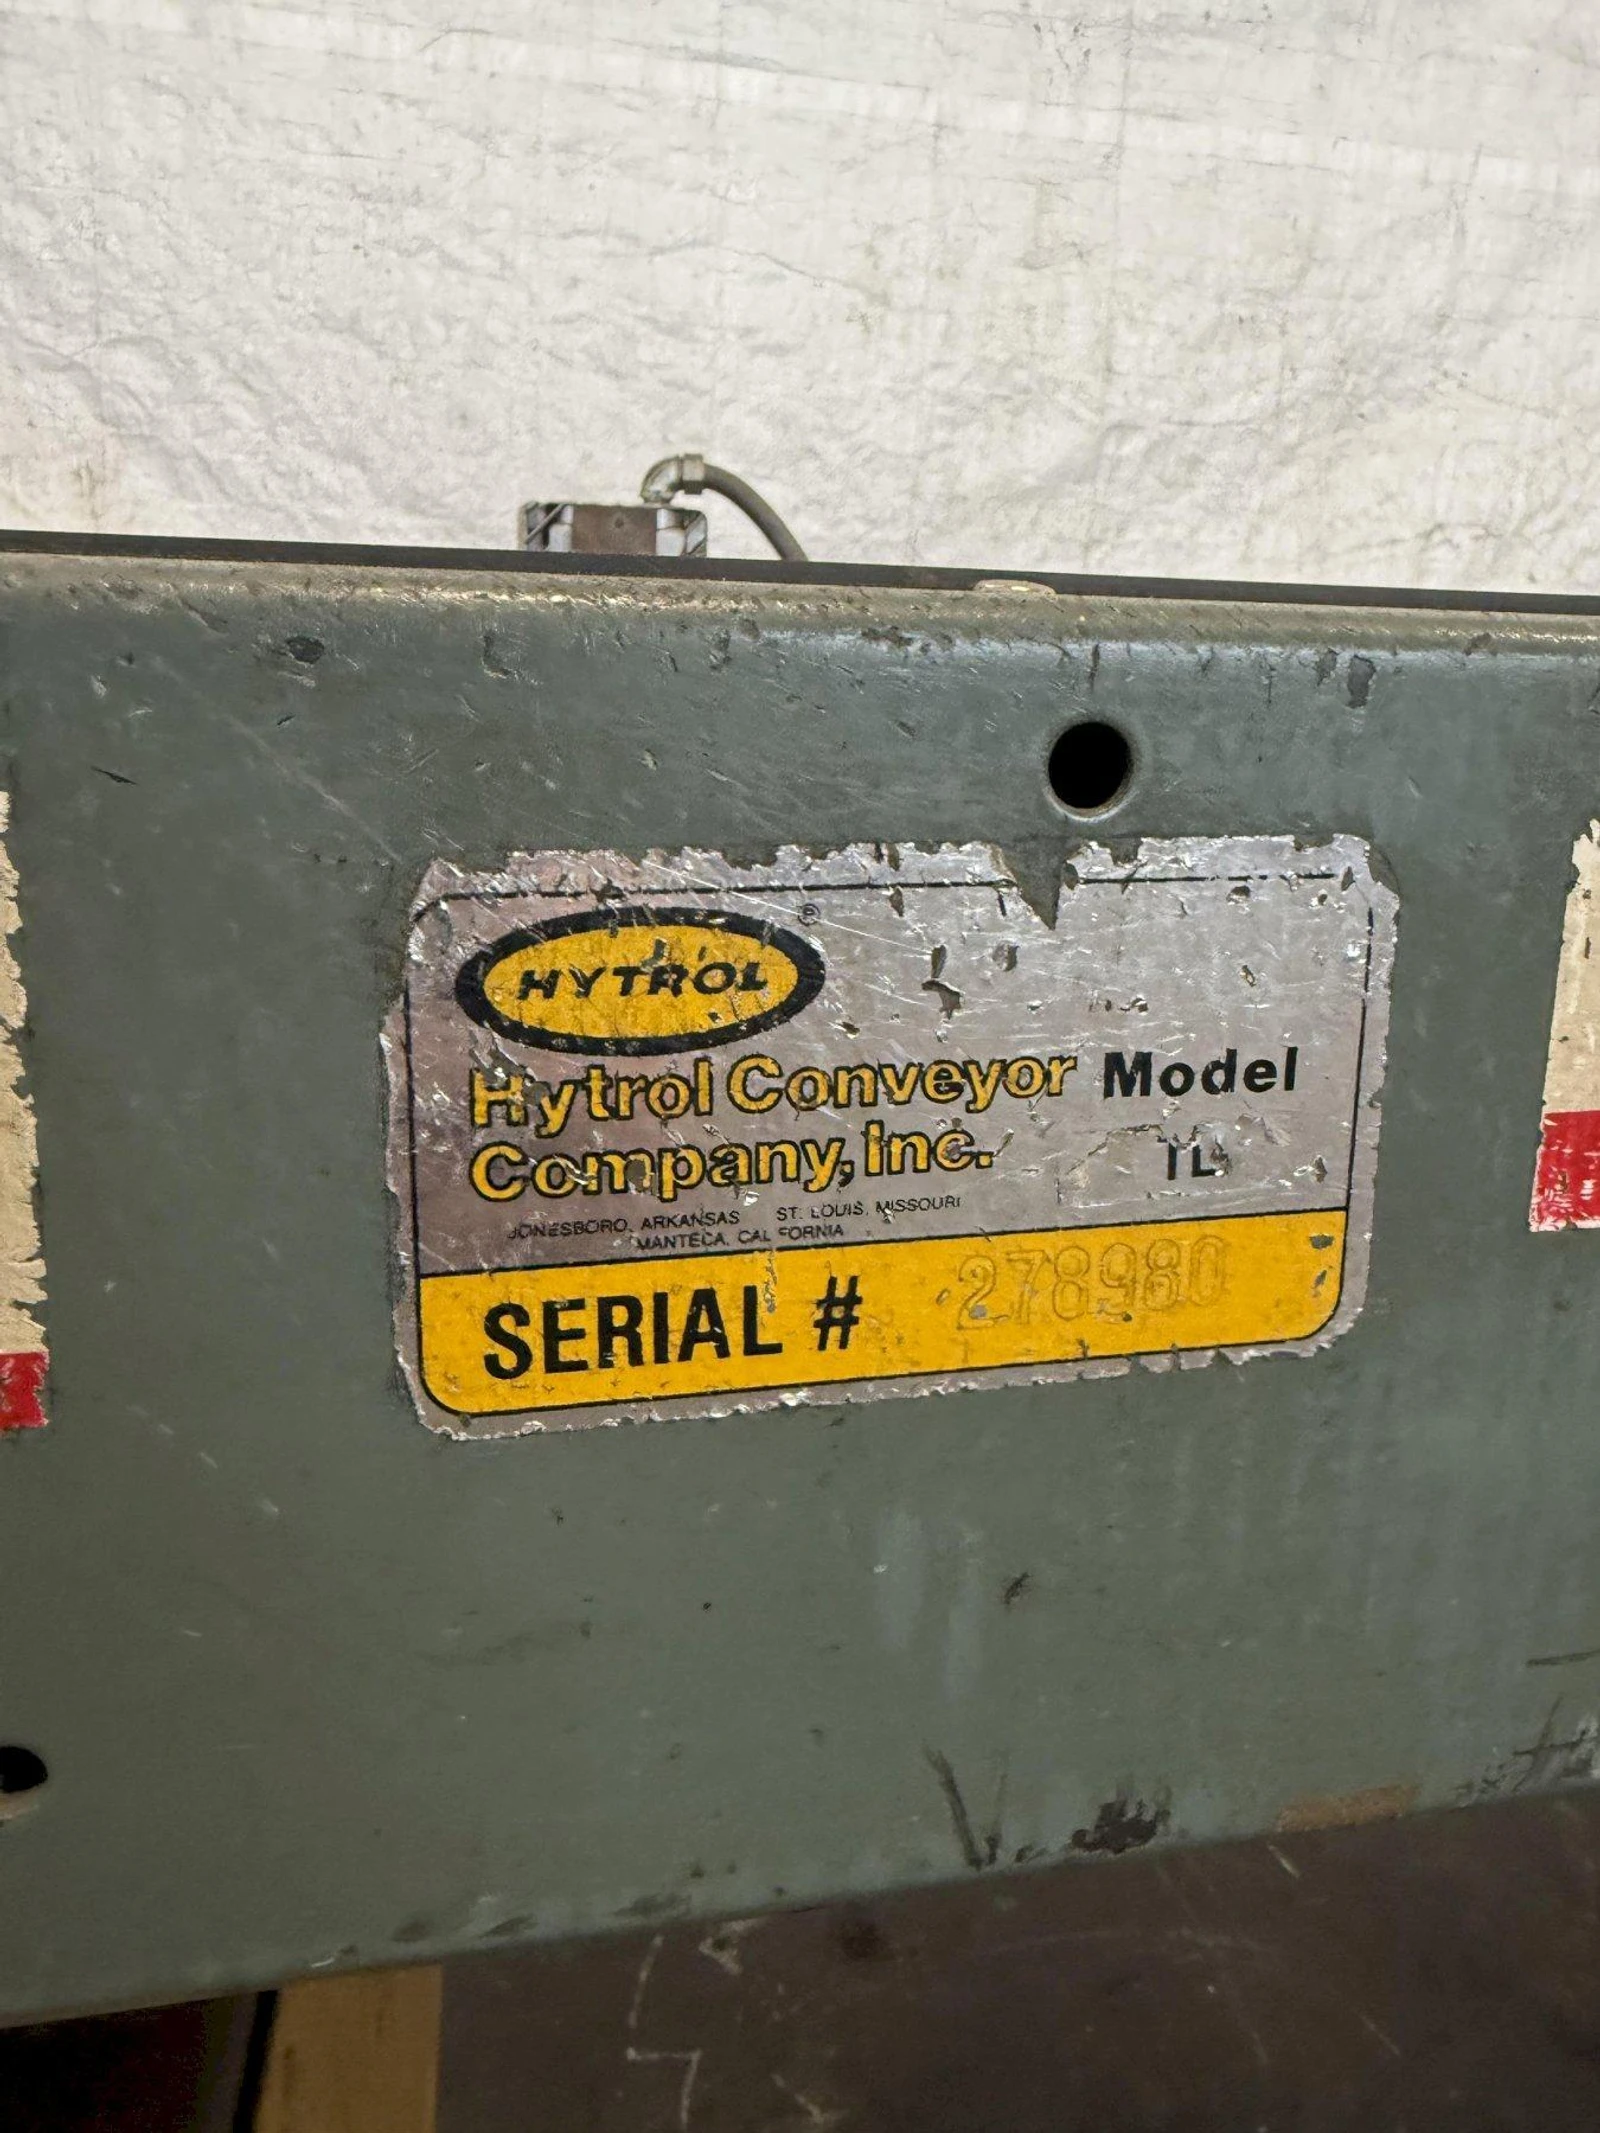 HYTROL ®
Hytrol Conveyor
Company, Inc.
JONESBORO, ARKANSAS ST. LOUIS, MISSOURI
MANTECA, CALIFORNIA
Model
TL
SERIAL # 278980